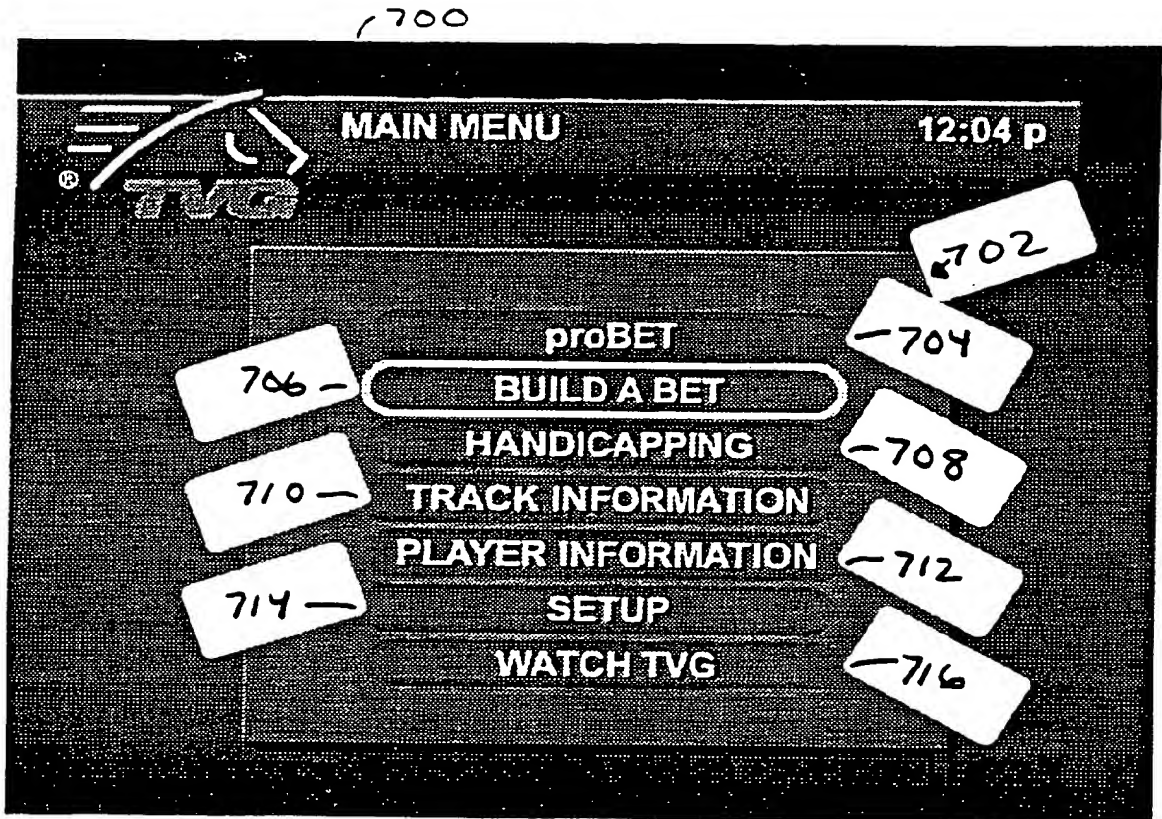 700
MAIN MENU 12:04 p
® TVG
702
proBET 704
706 BUILD A BET
HANDICAPPING 708
710 TRACK INFORMATION
PLAYER INFORMATION 712
714 SETUP
WATCH TVG 716